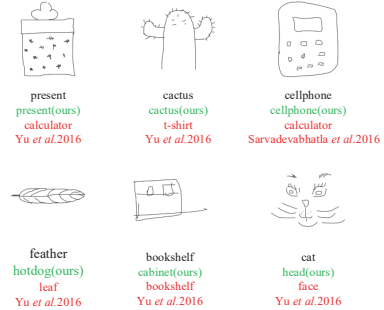 present
present(ours)
calculator
Yu et al.2016
cactus
cactus(ours)
t-shirt
Yu et al.2016
cellphone
cellphone(ours)
calculator
Sarvadevabhatla et al.2016
feather
hotdog(ours)
leaf
Yu et al.2016
bookshelf
cabinet(ours)
bookshelf
Yu et al.2016
cat
head(ours)
face
Yu et al.2016